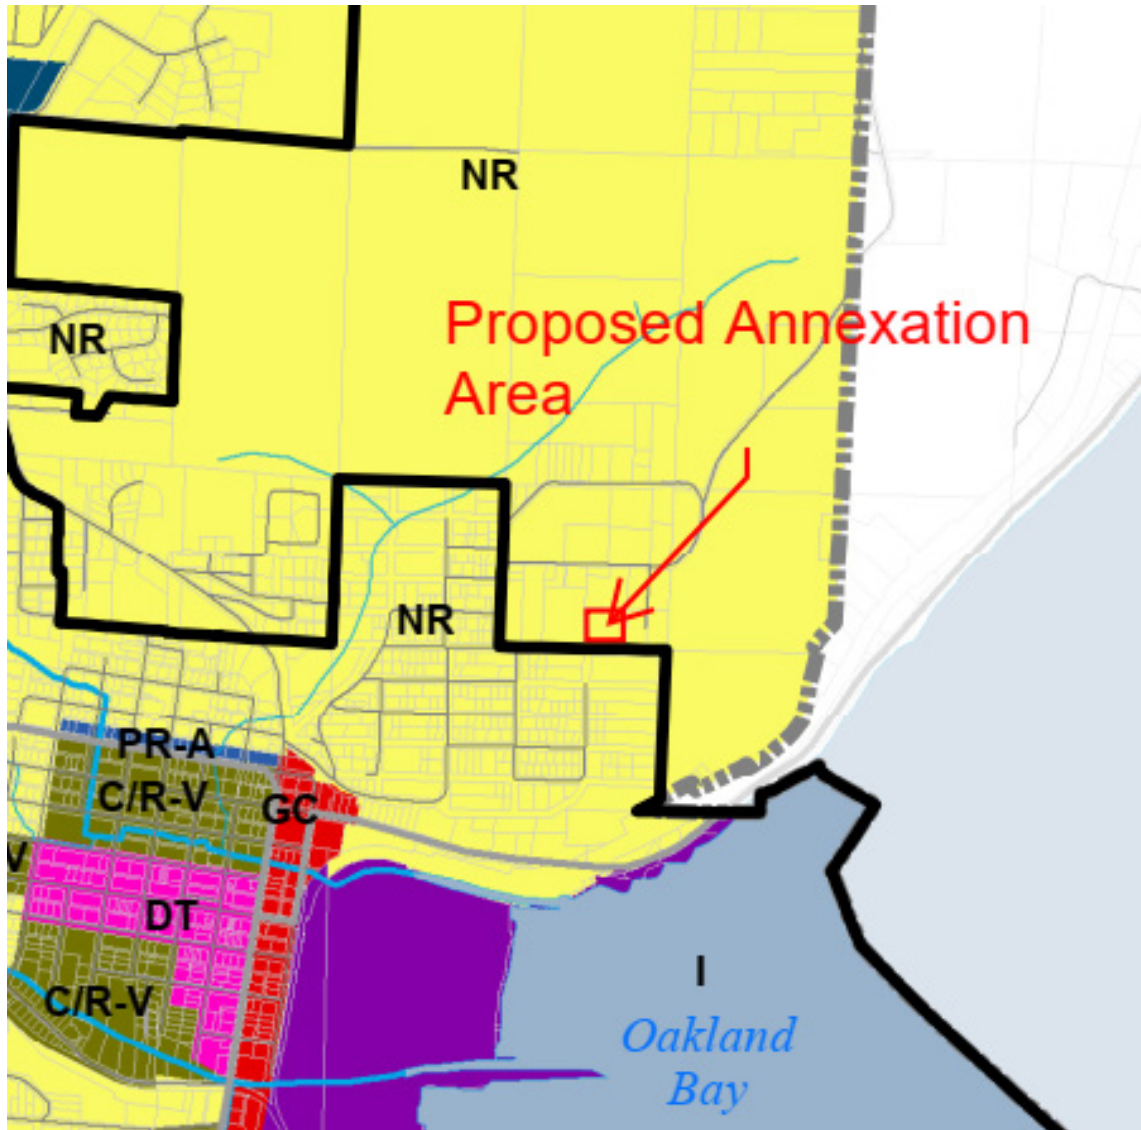 NR
Proposed Annexation
Area
NR
NR
PR-A
C/R-V
GC
V
DT
I
C/R-V
Oakland
Bay